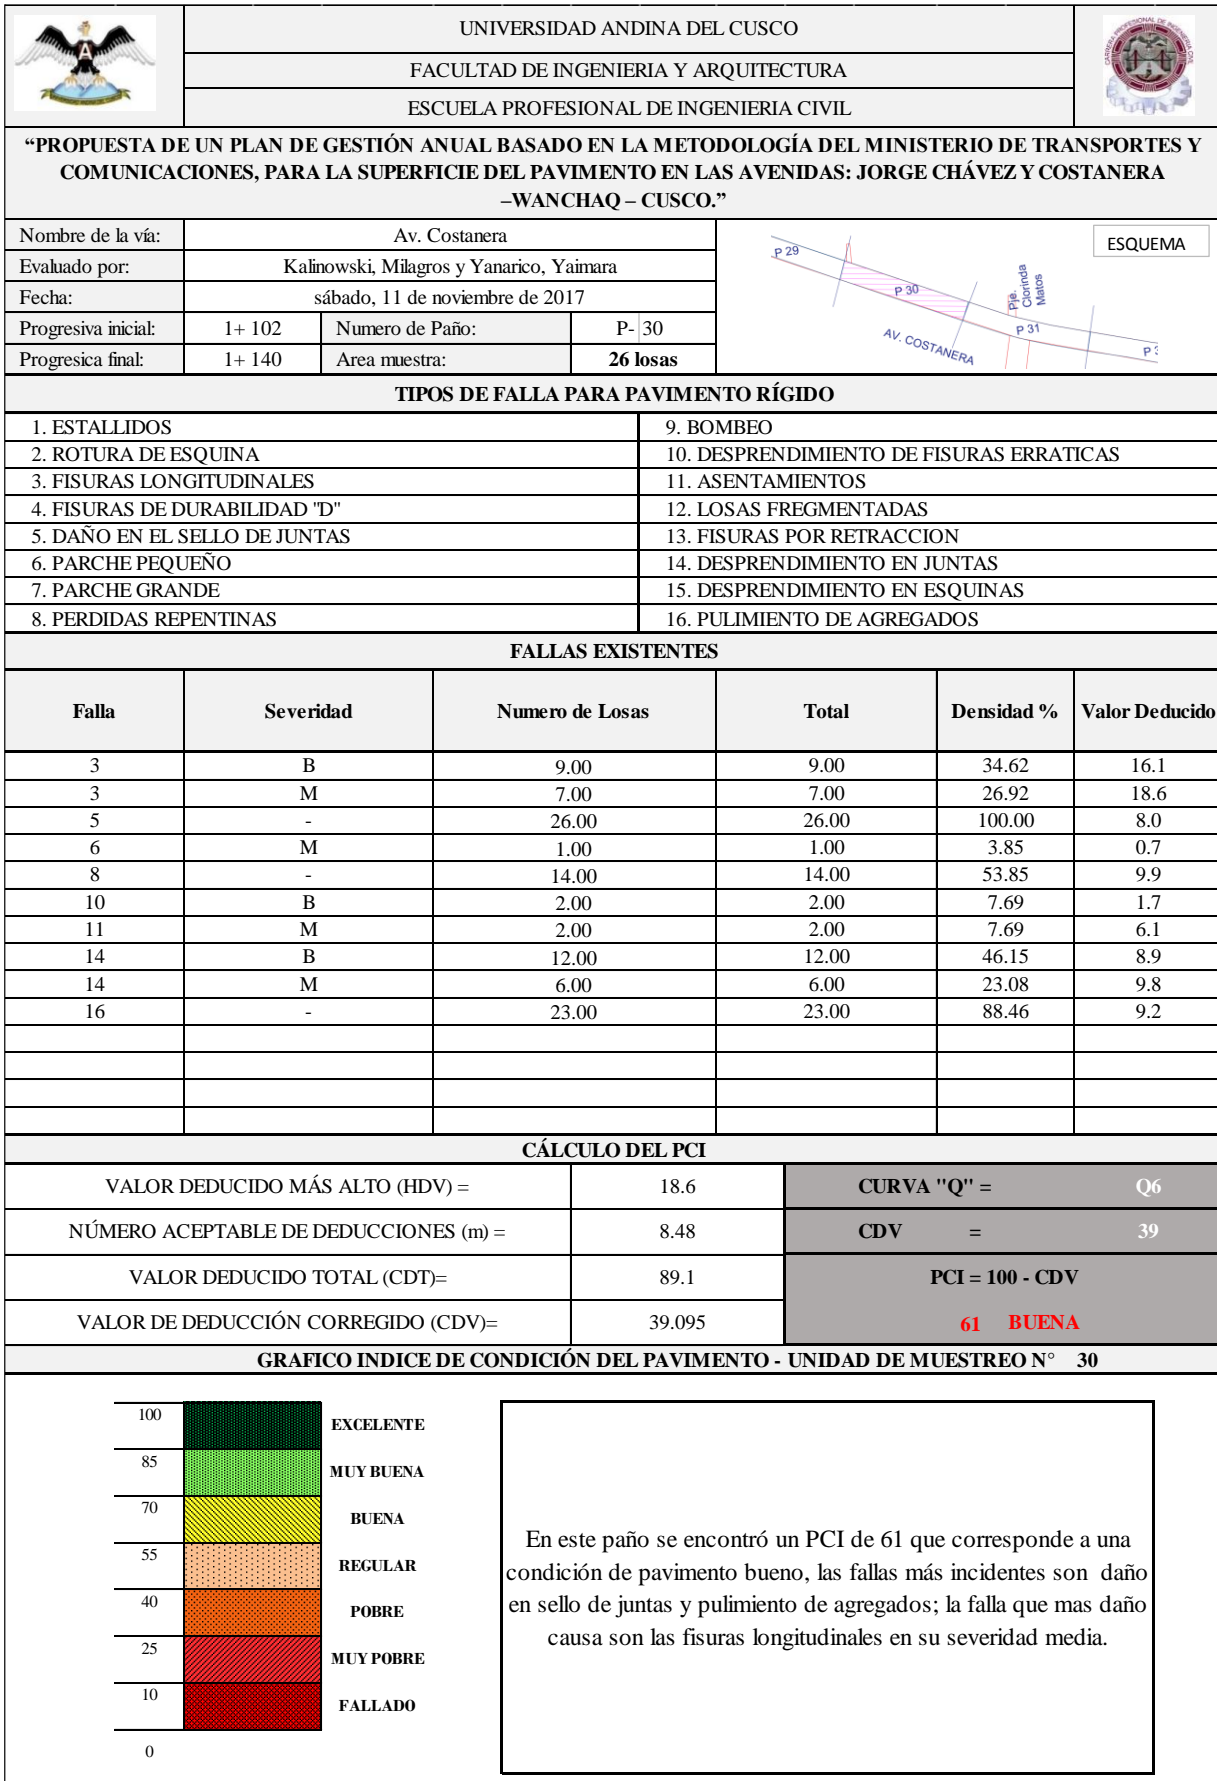 UNIVERSIDAD ANDINA DEL CUSCO
FACULTAD DE INGENIERIA Y ARQUITECTURA
ESCUELA PROFESIONAL DE INGENIERIA CIVIL
“PROPUESTA DE UN PLAN DE GESTIÓN ANUAL BASADO EN LA METODOLOGÍA DEL MINISTERIO DE TRANSPORTES Y
COMUNICACIONES, PARA LA SUPERFICIE DEL PAVIMENTO EN LAS AVENIDAS: JORGE CHÁVEZ Y COSTANERA
–WANCHAQ – CUSCO.”
Nombre de la vía: Av. Costanera
Evaluado por: Kalinowski, Milagros y Yanarico, Yaimara
Fecha: sábado, 11 de noviembre de 2017
Progresiva inicial: 1+ 102 Numero de Paño: P- 30
Progresica final: 1+ 140 Area muestra: 26 losas
ESQUEMA
P 29
P 30
Pje.
Clorinda
Matos
P 31
AV. COSTANERA
TIPOS DE FALLA PARA PAVIMENTO RÍGIDO
1. ESTALLIDOS 9. BOMBEO
2. ROTURA DE ESQUINA 10. DESPRENDIMIENTO DE FISURAS ERRATICAS
3. FISURAS LONGITUDINALES 11. ASENTAMIENTOS
4. FISURAS DE DURABILIDAD "D" 12. LOSAS FREGMENTADAS
5. DAÑO EN EL SELLO DE JUNTAS 13. FISURAS POR RETRACCION
6. PARCHE PEQUEÑO 14. DESPRENDIMIENTO EN JUNTAS
7. PARCHE GRANDE 15. DESPRENDIMIENTO EN ESQUINAS
8. PERDIDAS REPENTINAS 16. PULIMIENTO DE AGREGADOS
FALLAS EXISTENTES
Falla Severidad Numero de Losas Total Densidad % Valor Deducido
3 B 9.00 9.00 34.62 16.1
3 M 7.00 7.00 26.92 18.6
5 - 26.00 26.00 100.00 8.0
6 M 1.00 1.00 3.85 0.7
8 - 14.00 14.00 53.85 9.9
10 B 2.00 2.00 7.69 1.7
11 M 2.00 2.00 7.69 6.1
14 B 12.00 12.00 46.15 8.9
14 M 6.00 6.00 23.08 9.8
16 - 23.00 23.00 88.46 9.2
CÁLCULO DEL PCI
VALOR DEDUCIDO MÁS ALTO (HDV) = 18.6 CURVA "Q" = Q6
NÚMERO ACEPTABLE DE DEDUCCIONES (m) = 8.48 CDV = 39
VALOR DEDUCIDO TOTAL (CDT)= 89.1 PCI = 100 - CDV
VALOR DE DEDUCCIÓN CORREGIDO (CDV)= 39.095 61 BUENA
GRAFICO INDICE DE CONDICIÓN DEL PAVIMENTO - UNIDAD DE MUESTREO N° 30
100 EXCELENTE
85 MUY BUENA
70 BUENA
55 REGULAR
40 POBRE
25 MUY POBRE
10 FALLADO
0
En este paño se encontró un PCI de 61 que corresponde a una
condición de pavimento bueno, las fallas más incidentes son daño
en sello de juntas y pulimiento de agregados; la falla que mas daño
causa son las fisuras longitudinales en su severidad media.